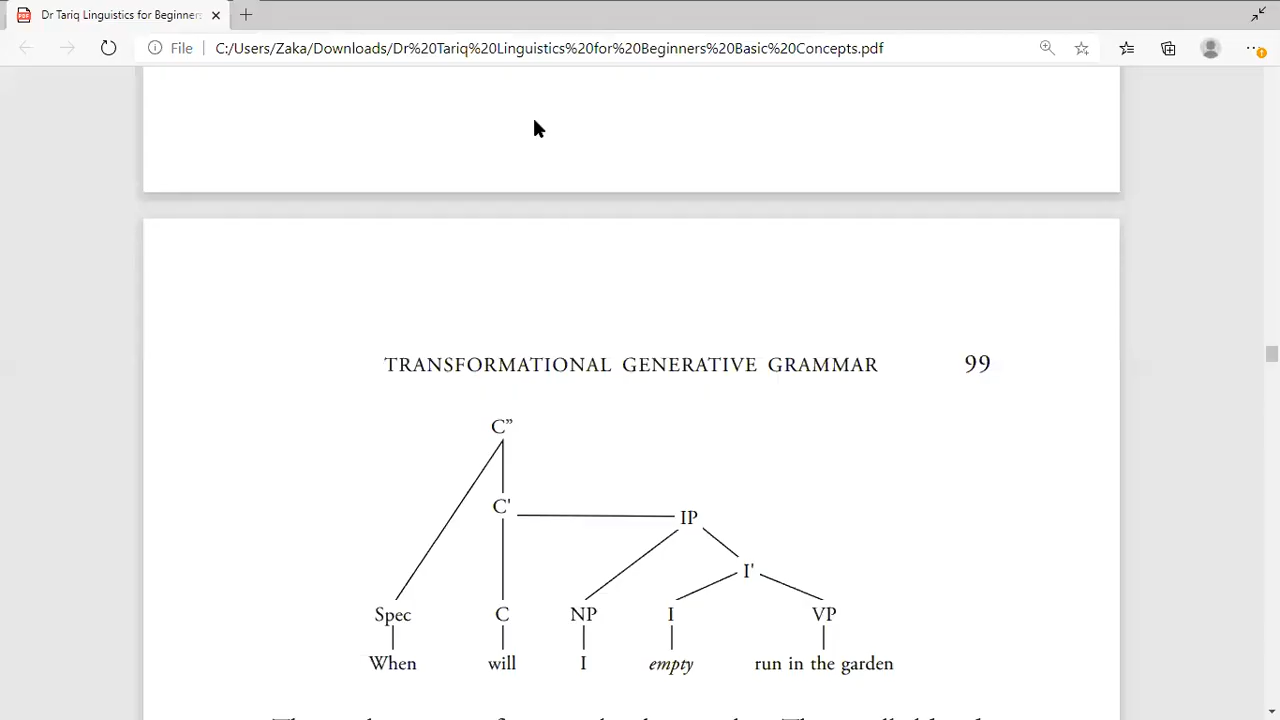 Dr Tariq Linguistics for Beginners
File
C:/Users/Zaka/Downloads/Dr%20Tariq%20Linguistics%20for%20Beginners%20Basic%20Concepts.pdf
TRANSFORMATIONAL GENERATIVE GRAMMAR 99
C”
C'
IP
I'
Spec C NP I VP
When will I empty run in the garden